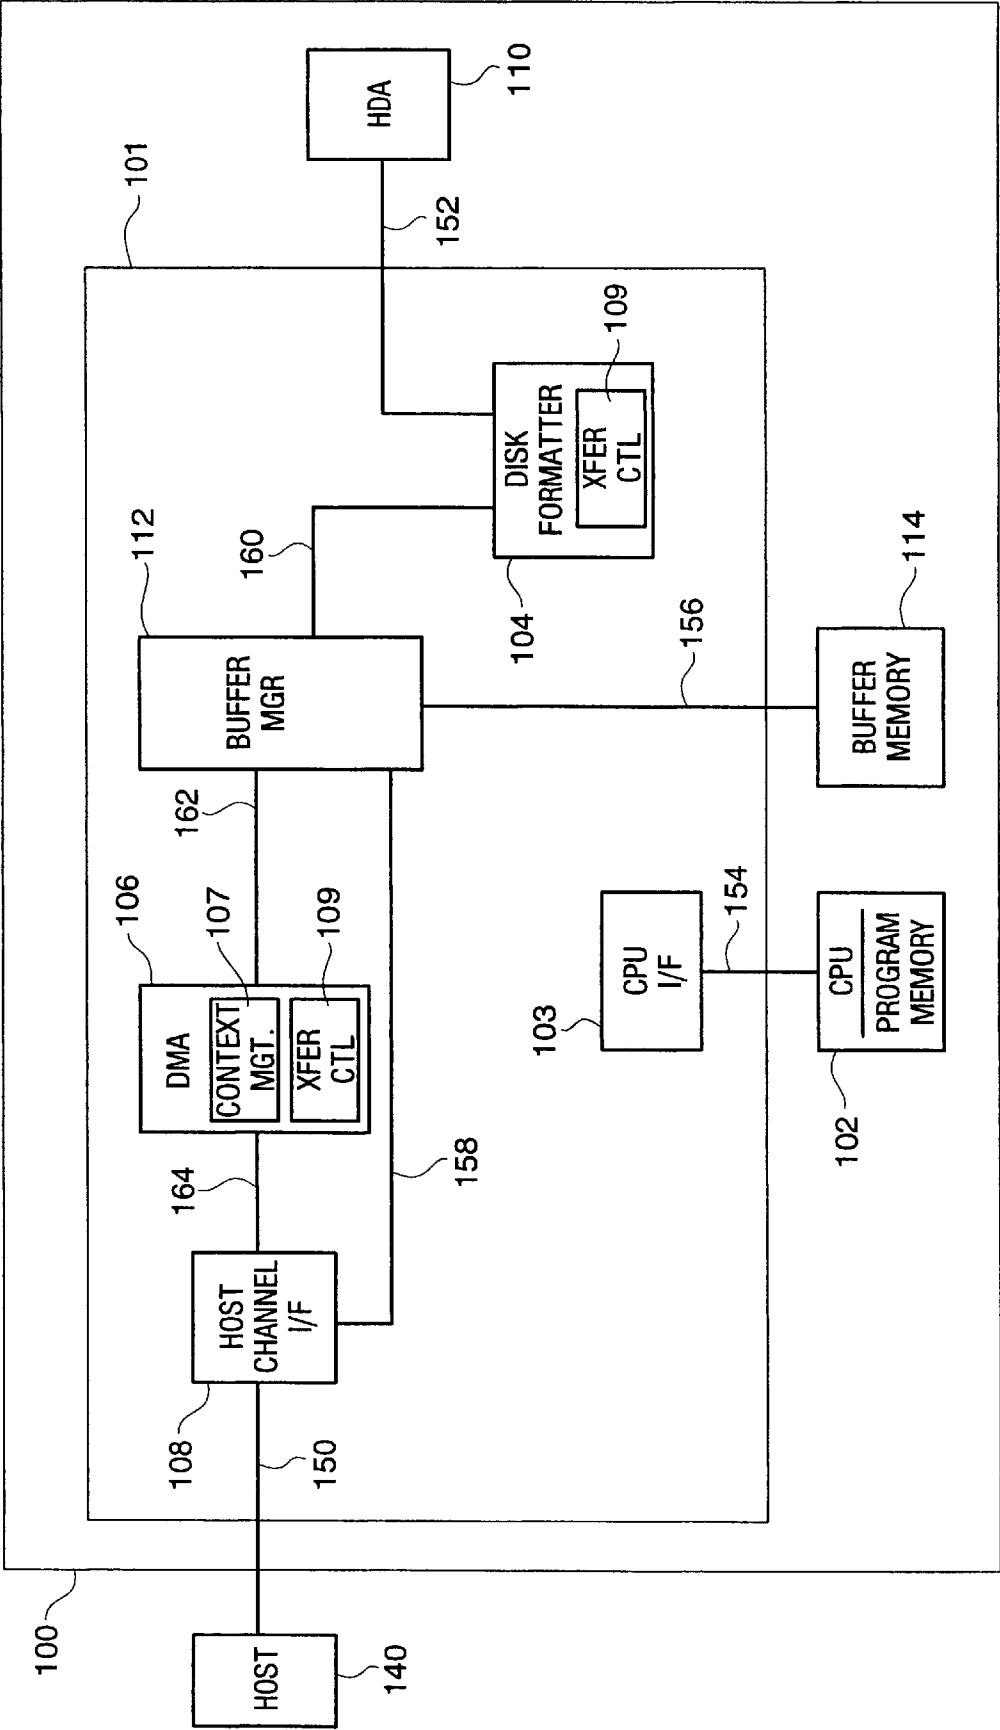 100
101
HOST
140
150
HOST
CHANNEL
I/F
108
164
158
DMA
CONTEXT
MGT.
XFER
CTL
106
107
109
162
BUFFER
MGR
112
160
DISK
FORMATTER
XFER
CTL
109
104
152
HDA
110
CPU
I/F
103
154
CPU
PROGRAM
MEMORY
102
156
BUFFER
MEMORY
114